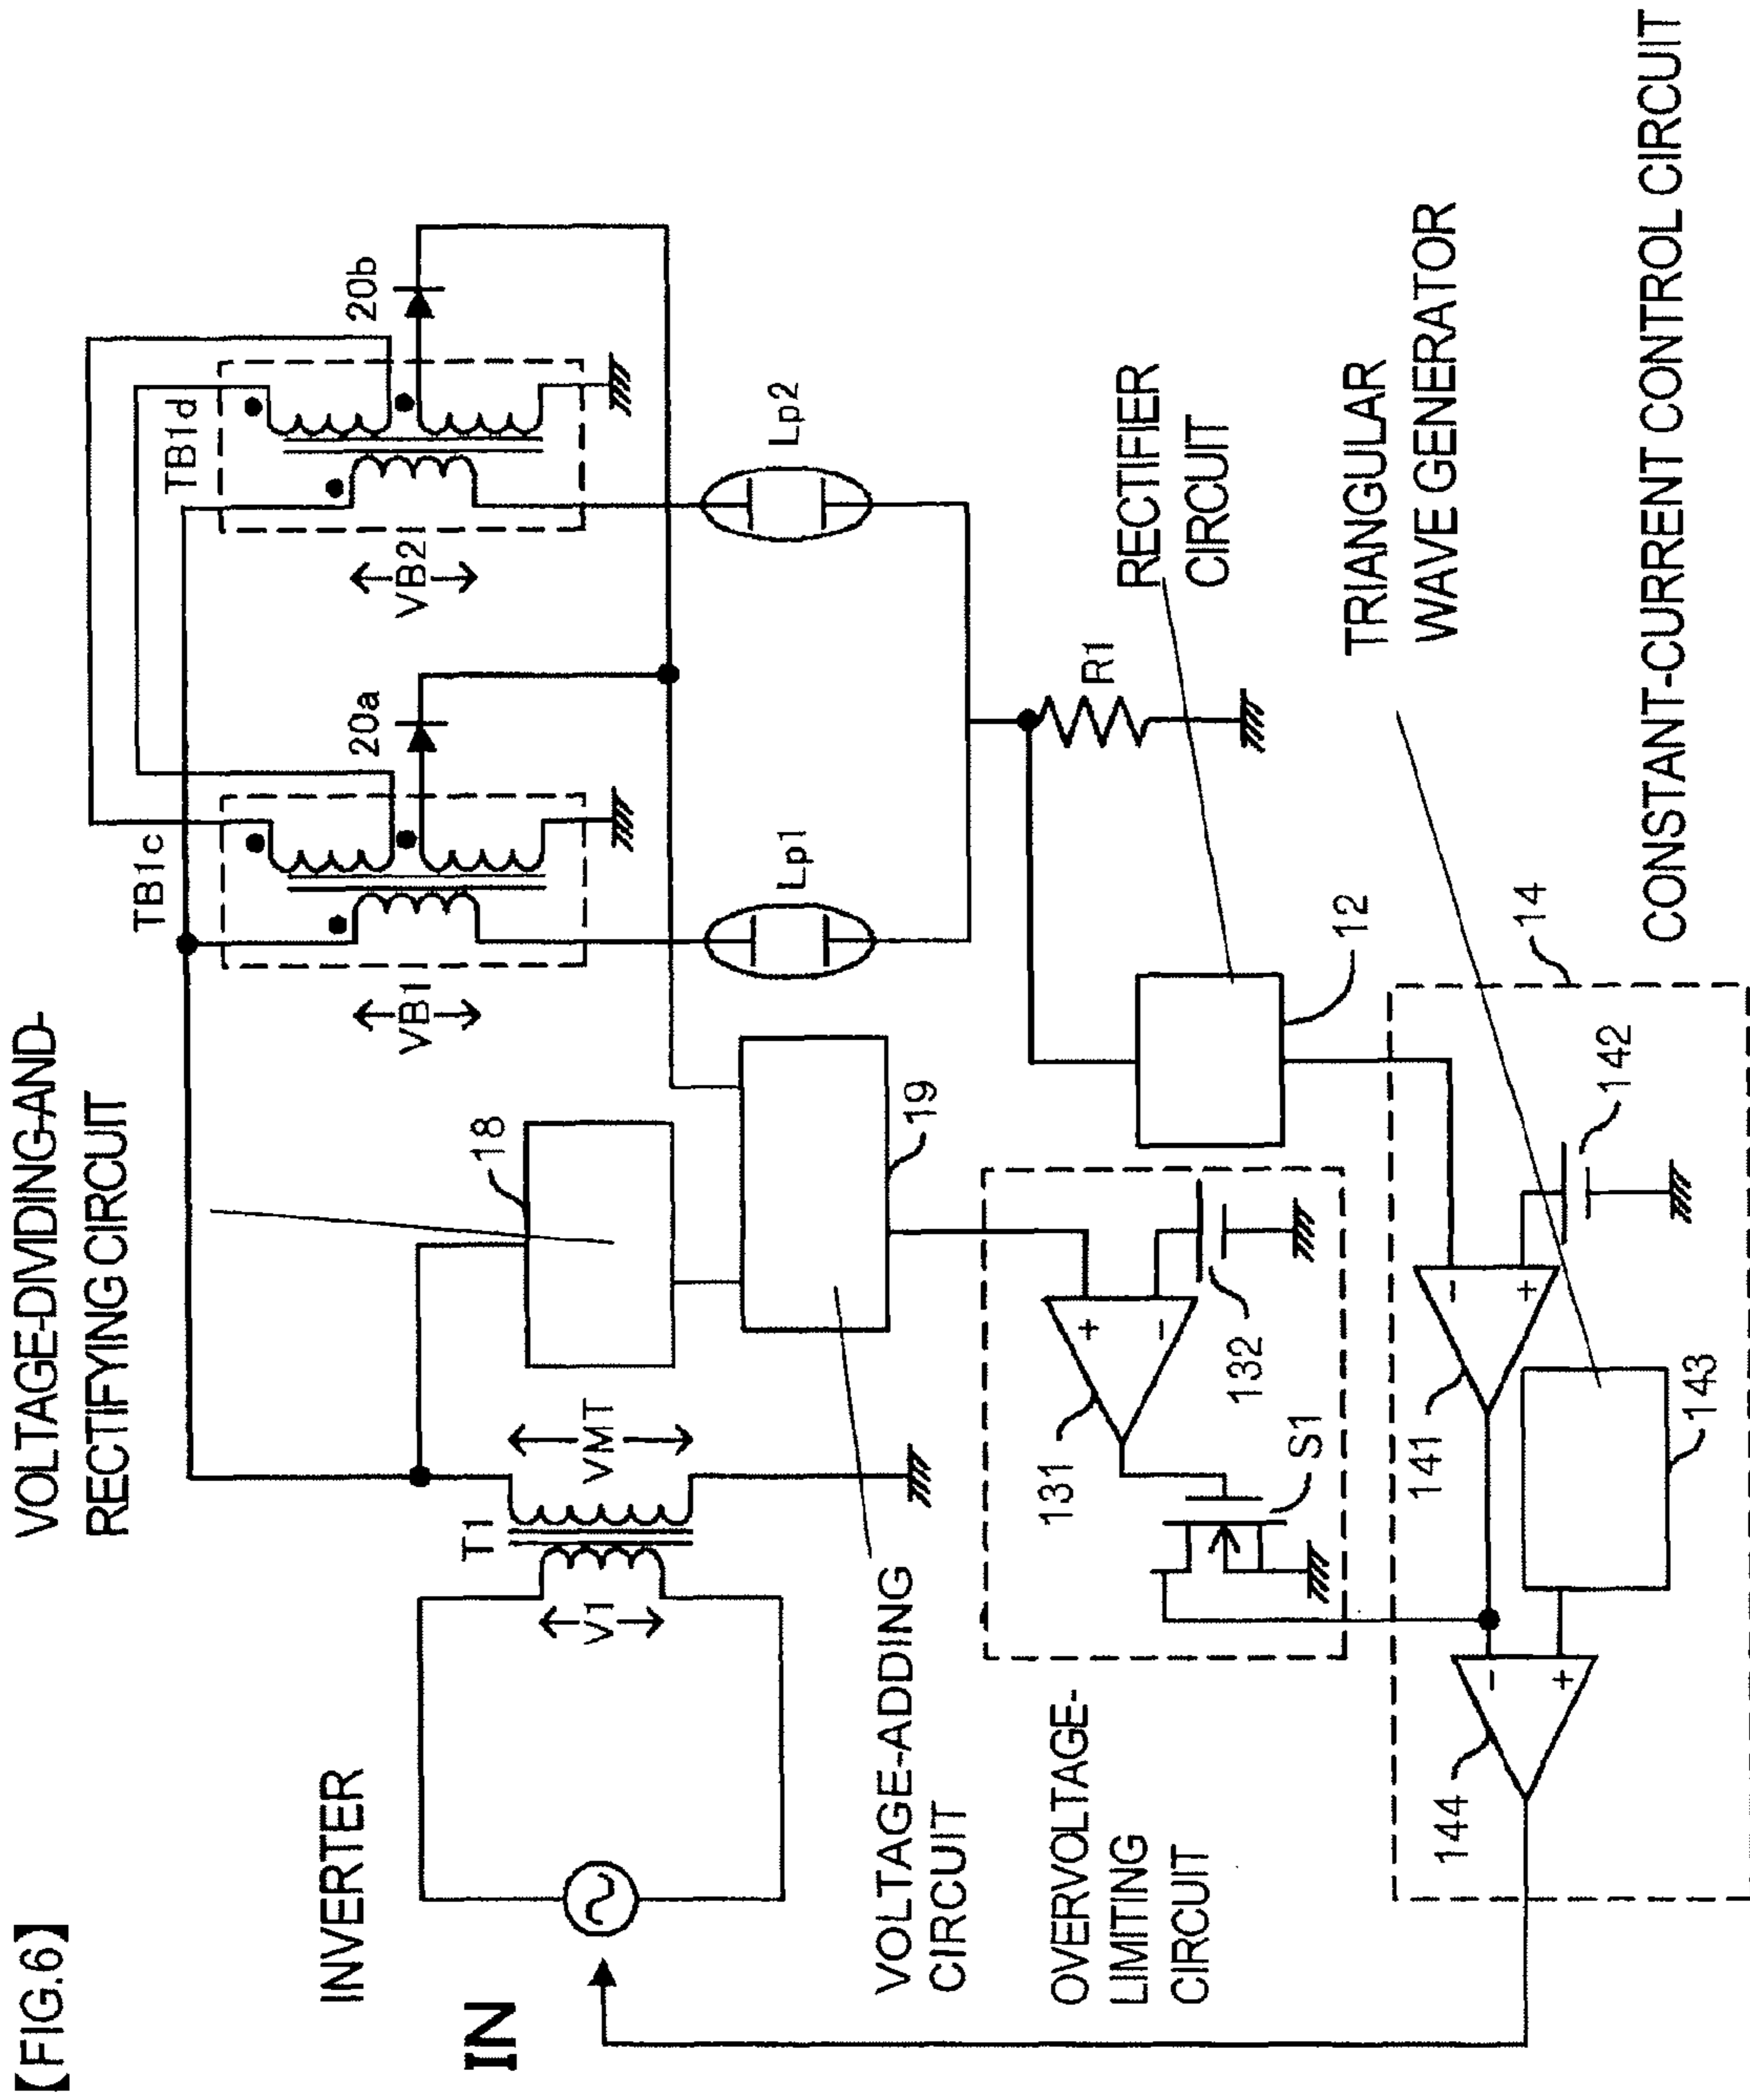 【FIG.6】
VOLTAGE-DIVIDING-AND-
RECTIFYING CIRCUIT
INVERTER
IN
T1
V1
VMT
18
19
TB1c
TB1d
VB1
VB2
20a
20b
Lp1
Lp2
R1
RECTIFIER
CIRCUIT
12
VOLTAGE-ADDING
CIRCUIT
OVERVOLTAGE-
LIMITING
CIRCUIT
131
+
-
132
S1
TRIANGULAR
WAVE GENERATOR
CONSTANT-CURRENT CONTROL CIRCUIT
14
141
-
+
142
143
144
-
+